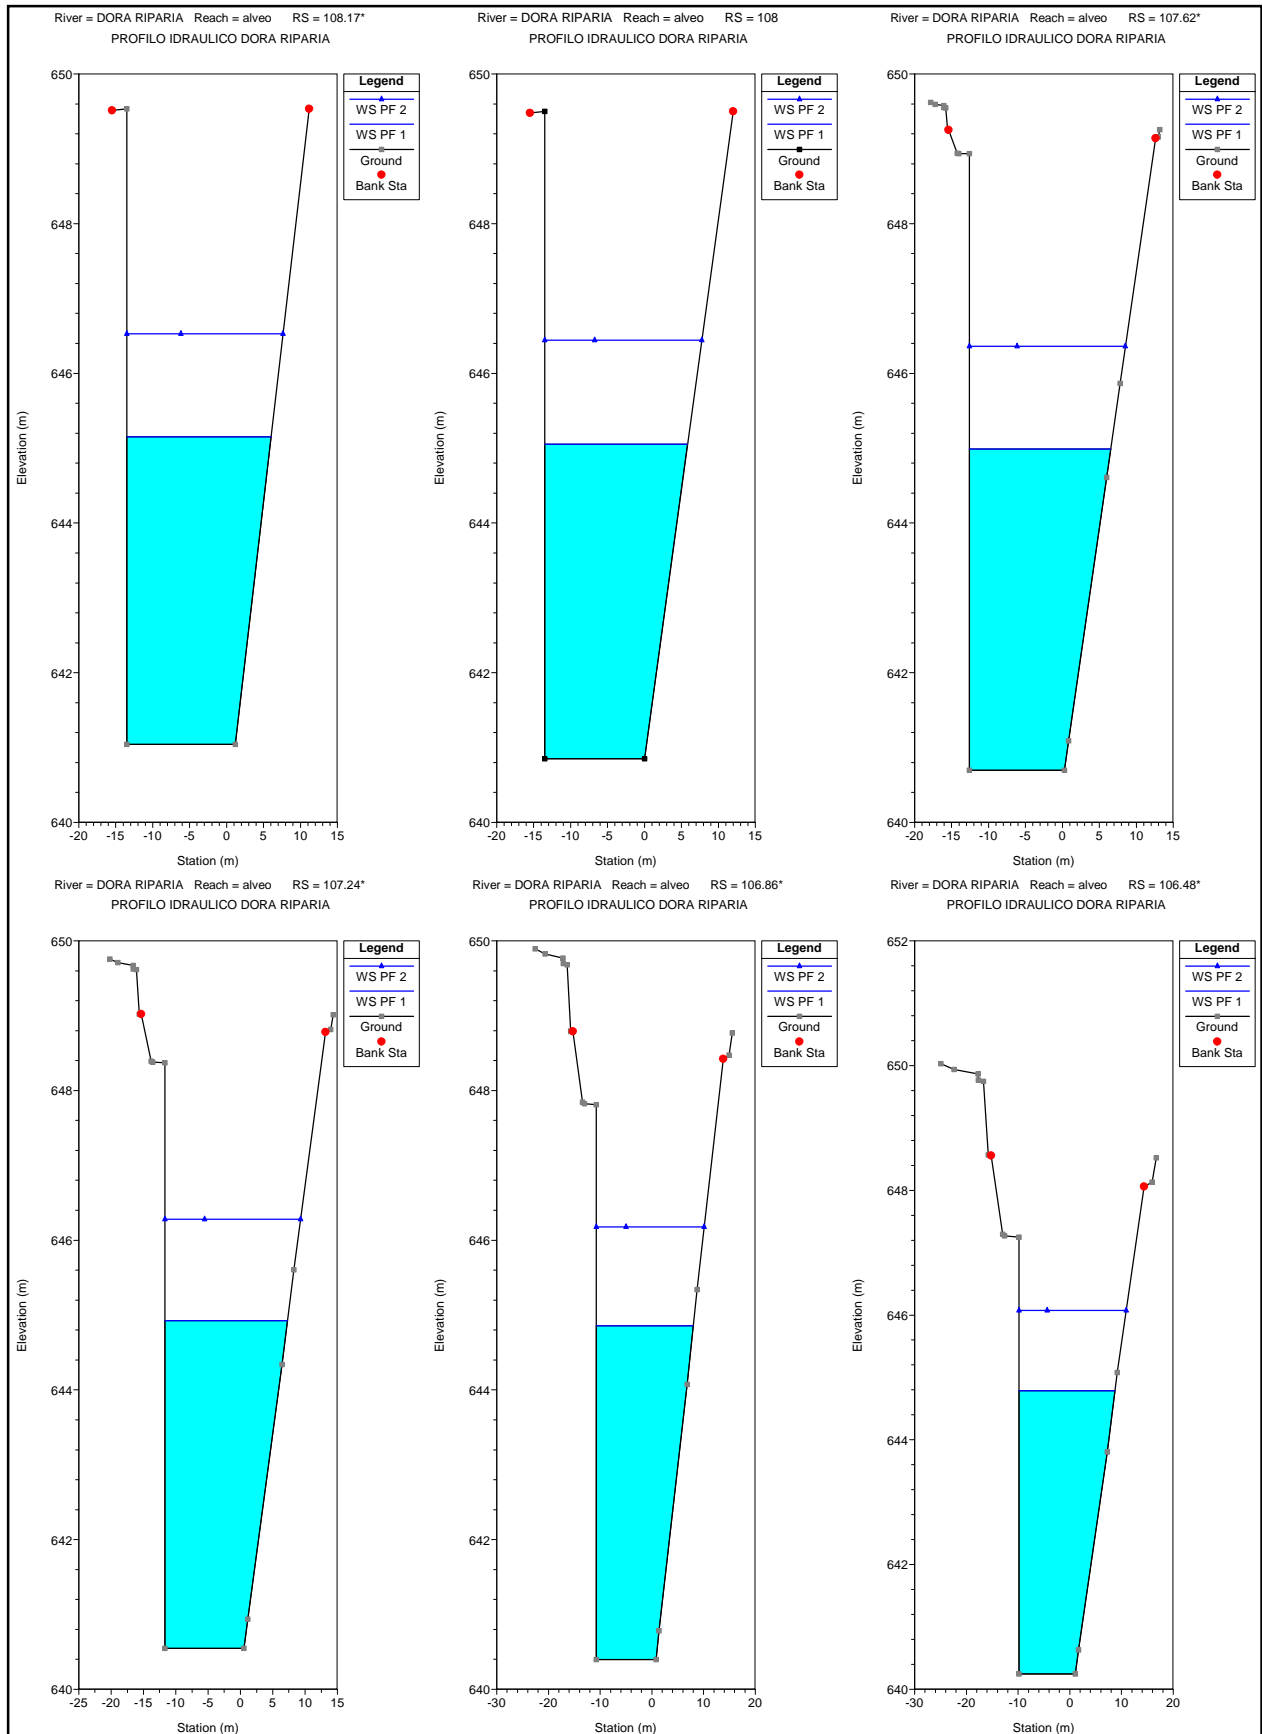 River = DORA RIPARIA Reach = alveo RS = 108.17*
PROFILO IDRAULICO DORA RIPARIA
650
648
646
644
642
640
Elevation (m)
-20 -15 -10 -5 0 5 10 15
Station (m)
Legend
WS PF 2
WS PF 1
Ground
Bank Sta
River = DORA RIPARIA Reach = alveo RS = 108
PROFILO IDRAULICO DORA RIPARIA
650
648
646
644
642
640
Elevation (m)
-20 -15 -10 -5 0 5 10 15
Station (m)
Legend
WS PF 2
WS PF 1
Ground
Bank Sta
River = DORA RIPARIA Reach = alveo RS = 107.62*
PROFILO IDRAULICO DORA RIPARIA
650
648
646
644
642
640
Elevation (m)
-20 -15 -10 -5 0 5 10 15
Station (m)
Legend
WS PF 2
WS PF 1
Ground
Bank Sta
River = DORA RIPARIA Reach = alveo RS = 107.24*
PROFILO IDRAULICO DORA RIPARIA
650
648
646
644
642
640
Elevation (m)
-25 -20 -15 -10 -5 0 5 10 15
Station (m)
Legend
WS PF 2
WS PF 1
Ground
Bank Sta
River = DORA RIPARIA Reach = alveo RS = 106.86*
PROFILO IDRAULICO DORA RIPARIA
650
648
646
644
642
640
Elevation (m)
-30 -20 -10 0 10 20
Station (m)
Legend
WS PF 2
WS PF 1
Ground
Bank Sta
River = DORA RIPARIA Reach = alveo RS = 106.48*
PROFILO IDRAULICO DORA RIPARIA
652
650
648
646
644
642
640
Elevation (m)
-30 -20 -10 0 10 20
Station (m)
Legend
WS PF 2
WS PF 1
Ground
Bank Sta